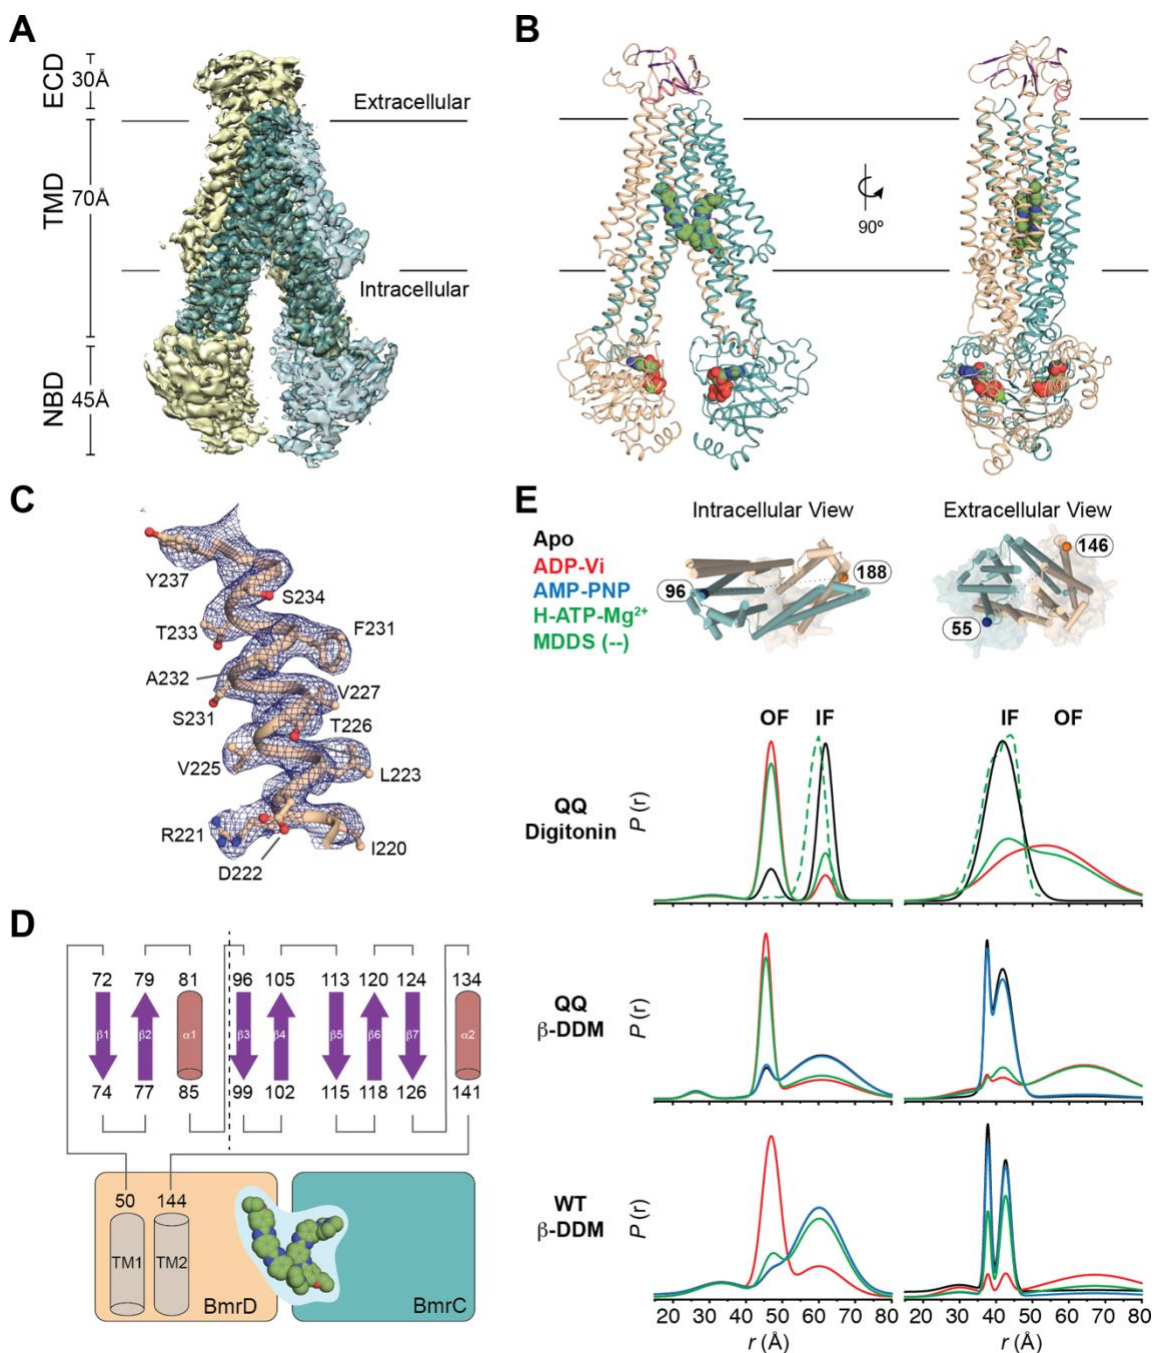 A
ECD
30Å
Extracellular
TMD
70Å
Intracellular
NBD
45Å
B
90º
C
Y237
S234
T233
F231
A232
V227
S231
T226
V225
L223
R221
I220
D222
D
72 79 81 96 105 113 120 124 134
β1 β2 α1 β3 β4 β5 β6 β7 α2
74 77 85 99 102 115 118 126 141
50 144
TM1 TM2
BmrD BmrC
E
Intracellular View Extracellular View
Apo
ADP-Vi
AMP-PNP
H-ATP-Mg²⁺
MDDS (--)
96 188
146
55
OF IF IF OF
QQ
Digitonin
P (r)
QQ
β-DDM
P (r)
WT
β-DDM
P (r)
20 30 40 50 60 70 80 20 30 40 50 60 70 80
r (Å) r (Å)